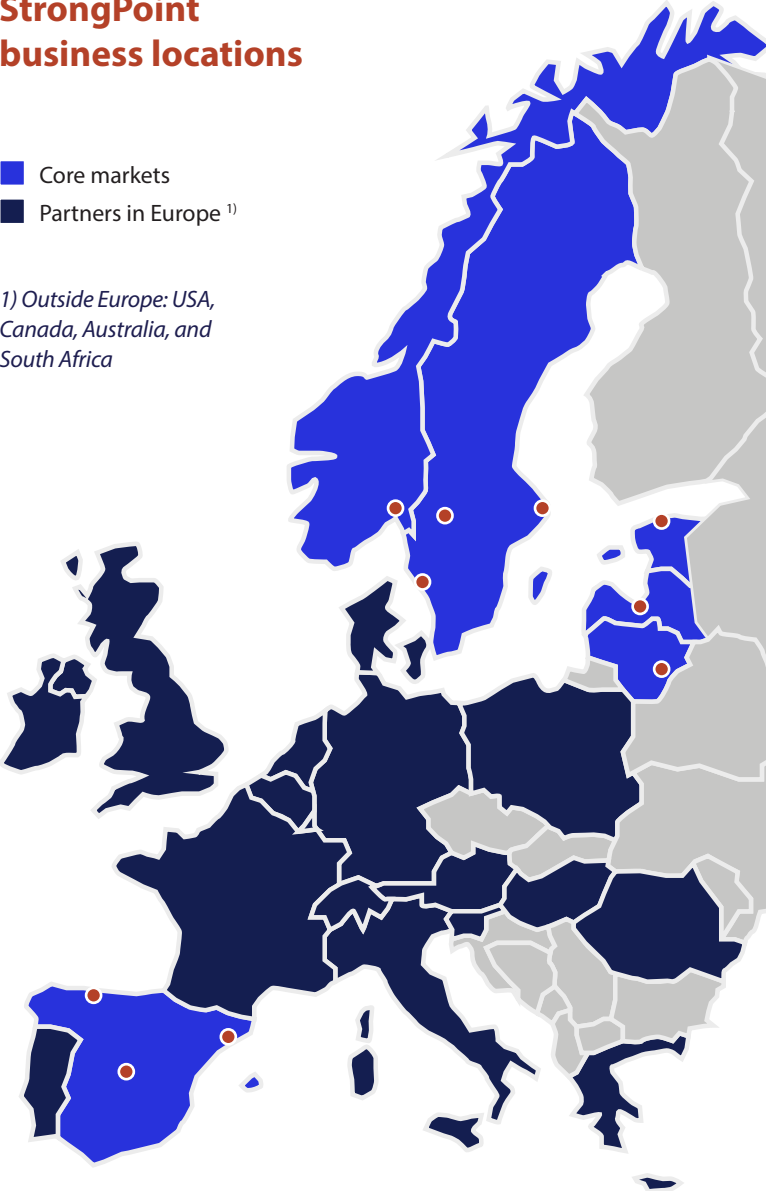 StrongPoint
business locations
Core markets
Partners in Europe 1)
1) Outside Europe: USA,
Canada, Australia, and
South Africa